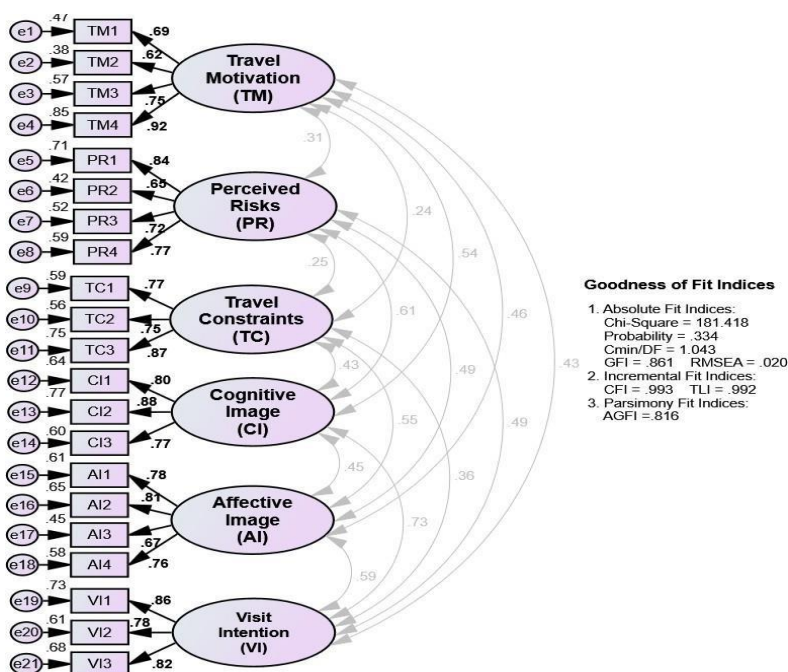 .47
e1 TM1 .69
.38
e2 TM2 .62
.57
e3 TM3 .75
.85
e4 TM4 .92
Travel
Motivation
(TM)
.71
e5 PR1 .84
.42
e6 PR2 .65
.52
e7 PR3 .72
.59
e8 PR4 .77
Perceived
Risks
(PR)
.59
e9 TC1 .77
.56
e10 TC2 .75
.75
e11 TC3 .87
Travel
Constraints
(TC)
.64
e12 CI1 .80
.77
e13 CI2 .88
.60
e14 CI3 .77
Cognitive
Image
(CI)
.61
e15 AI1 .78
.65
e16 AI2 .81
.45
e17 AI3 .67
.58
e18 AI4 .76
Affective
Image
(AI)
.73
e19 VI1 .86
.61
e20 VI2 .78
.68
e21 VI3 .82
Visit
Intention
(VI)
.31
.24
.54
.25
.61
.46
.43
.49
.43
.55
.49
.45
.36
.73
.59
Goodness of Fit Indices
1. Absolute Fit Indices:
Chi-Square = 181.418
Probability = .334
Cmin/DF = 1.043
GFI = .861 RMSEA = .020
2. Incremental Fit Indices:
CFI = .993 TLI = .992
3. Parsimony Fit Indices:
AGFI =.816